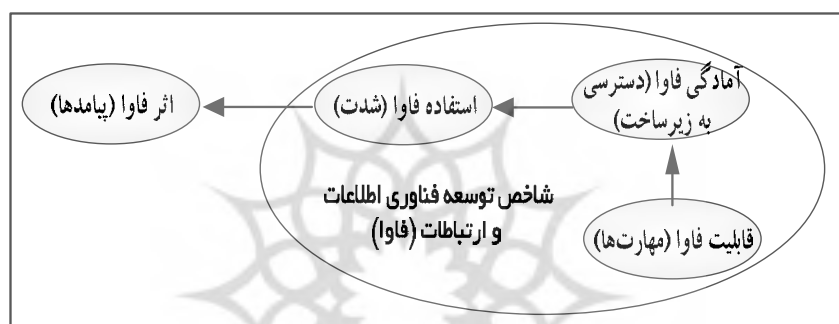 آمادگی فاوا (دسترسی
به زیرساخت)
استفاده فاوا (شدت)
اثر فاوا (پیامدها)
شاخص توسعه فناوری اطلاعات
و ارتباطات (فاوا)
قابلیت فاوا (مهارت‌ها)